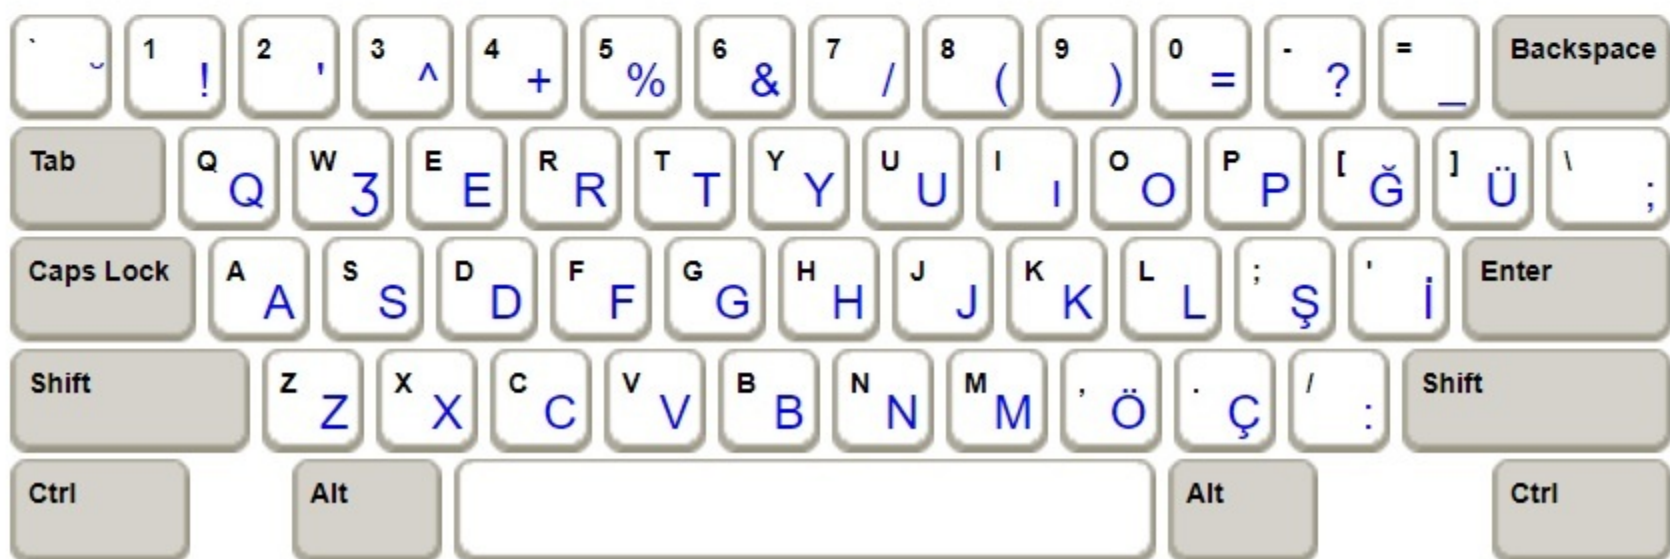 ` ˘ 1 ! 2 ' 3 ^ 4 + 5 % 6 & 7 / 8 ( 9 ) 0 = - ? = _ Backspace
Tab Q Q W Ʒ E E R R T T Y Y U U I ı O O P P [ Ğ ] Ü \ ;
Caps Lock A A S S D D F F G G H H J J K K L L ; Ş ' İ Enter
Shift Z Z X X C C V V B B N N M M , Ö . Ç / : Shift
Ctrl Alt Alt Ctrl